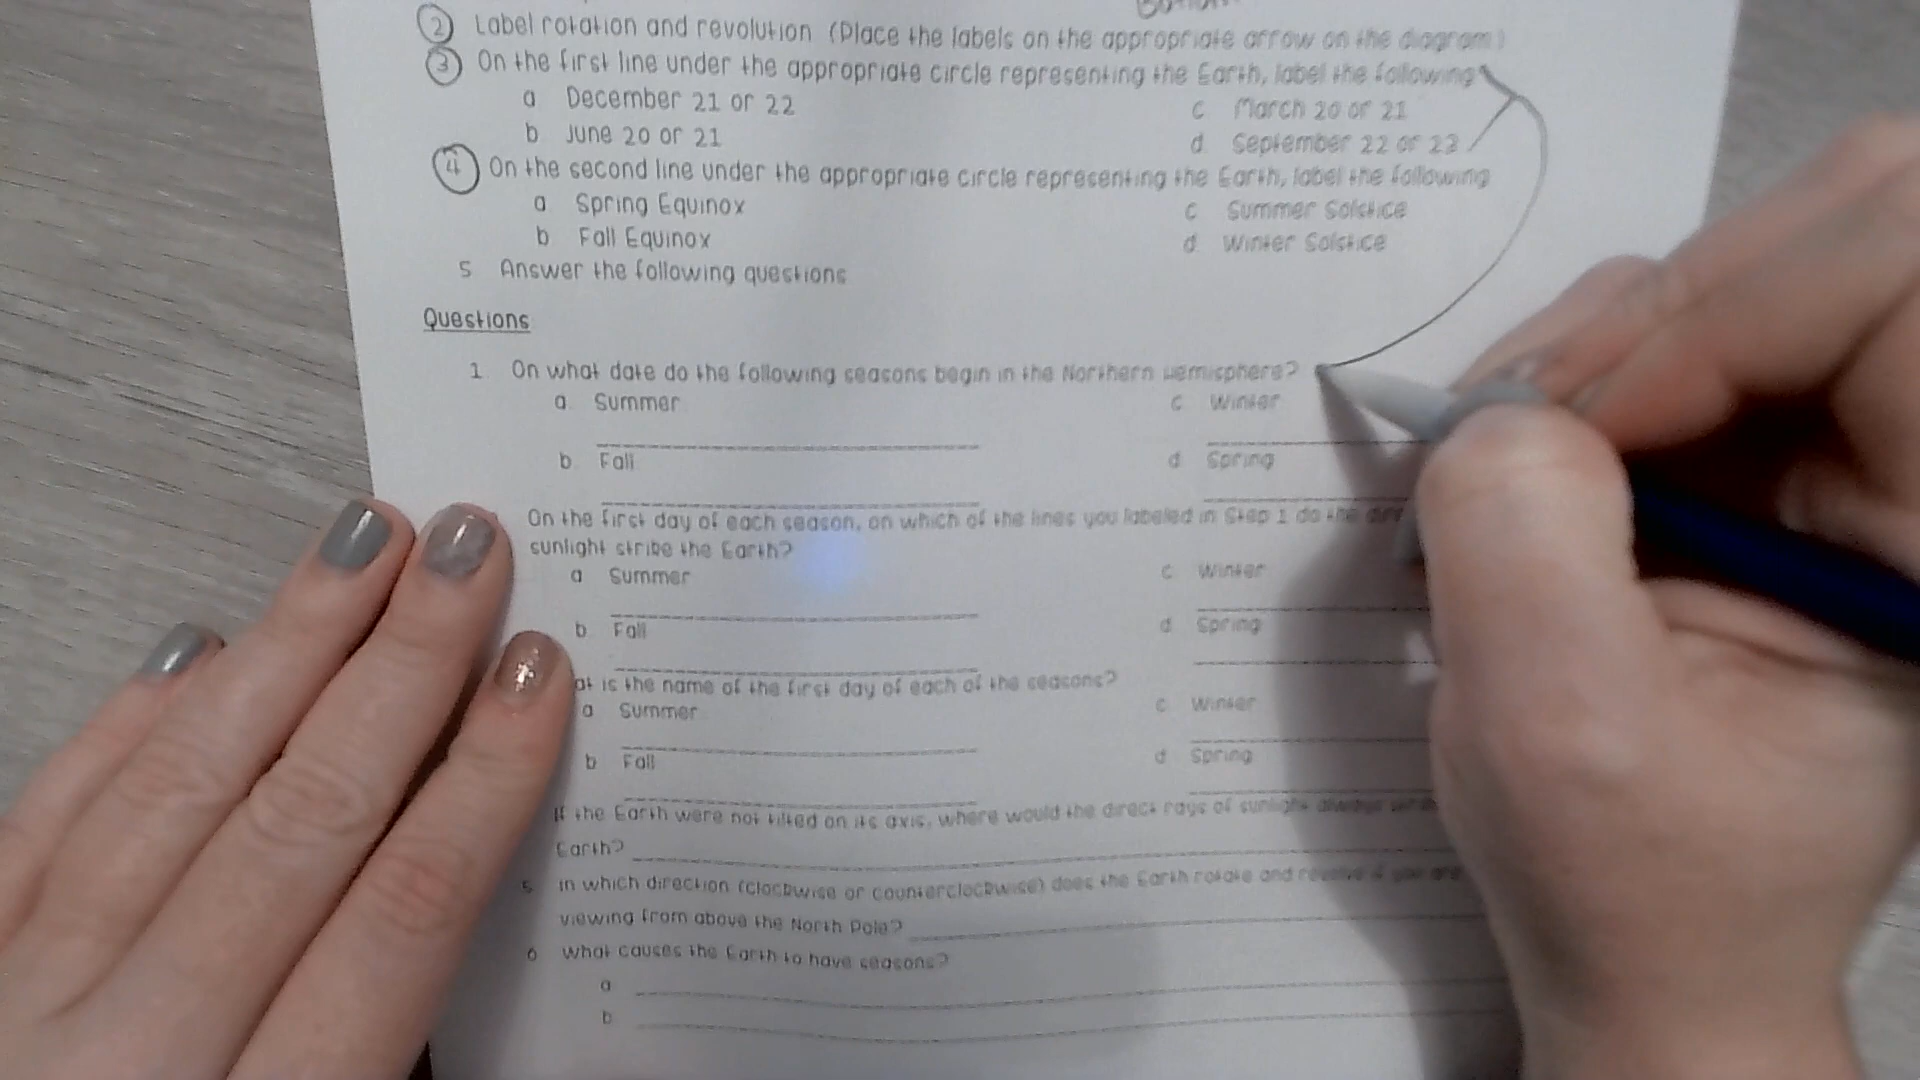 2 Label rotation and revolution (Place the labels on the appropriate arrow on the diagram)
3 On the first line under the appropriate circle representing the Earth, label the following
a December 21 or 22 c March 20 or 21
b June 20 or 21 d. September 22 or 23
4 On the second line under the appropriate circle representing the Earth, label the following
a Spring Equinox c Summer Solstice
b Fall Equinox d. Winter Solstice
5 Answer the following questions
Questions
1. On what date do the following seasons begin in the Northern Hemisphere?
a. Summer c Winter
b. Fall d Spring
On the first day of each season, on which of the lines you labeled in Step 1 do the
sunlight strike the Earth?
a Summer c Winter
b. Fall d. Spring
is the name of the first day of each of the seasons?
a Summer c. Winter
b Fall d Spring
If the Earth were not tilted on its axis, where would the direct rays of sunlight always
Earth?
5 In which direction (clockwise or counterclockwise) does the Earth rotate and revolve if you are
viewing from above the North Pole?
6 What causes the Earth to have seasons?
a
b